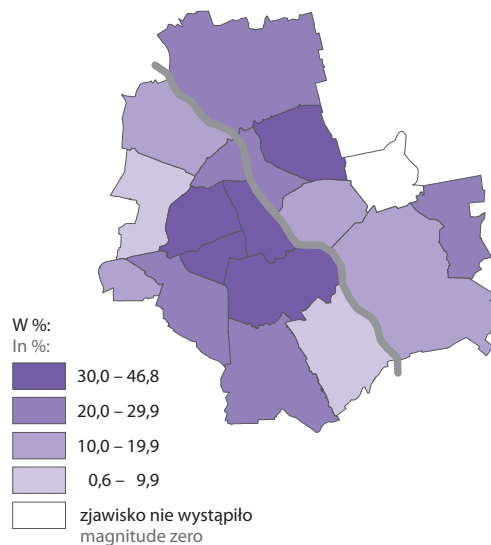 W %:
In %:
30,0 – 46,8
20,0 – 29,9
10,0 – 19,9
0,6 – 9,9
zjawisko nie wystąpiło
magnitude zero